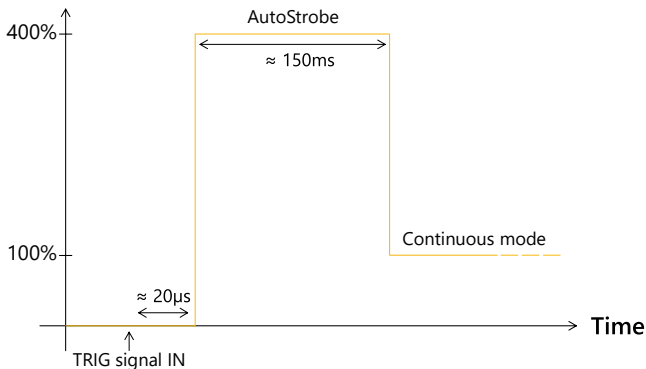 AutoStrobe
400%
≈ 150ms
Continuous mode
100%
≈ 20µs
Time
TRIG signal IN